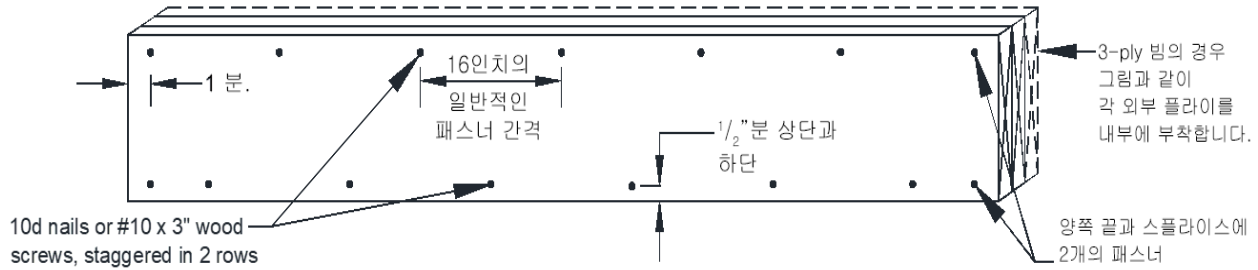 1 분.
16인치의
일반적인
패스너 간격
1/2"분 상단과
하단
3-ply 빔의 경우
그림과 같이
각 외부 플라이를
내부에 부착합니다.
10d nails or #10 x 3" wood
screws, staggered in 2 rows
양쪽 끝과 스플라이스에
2개의 패스너